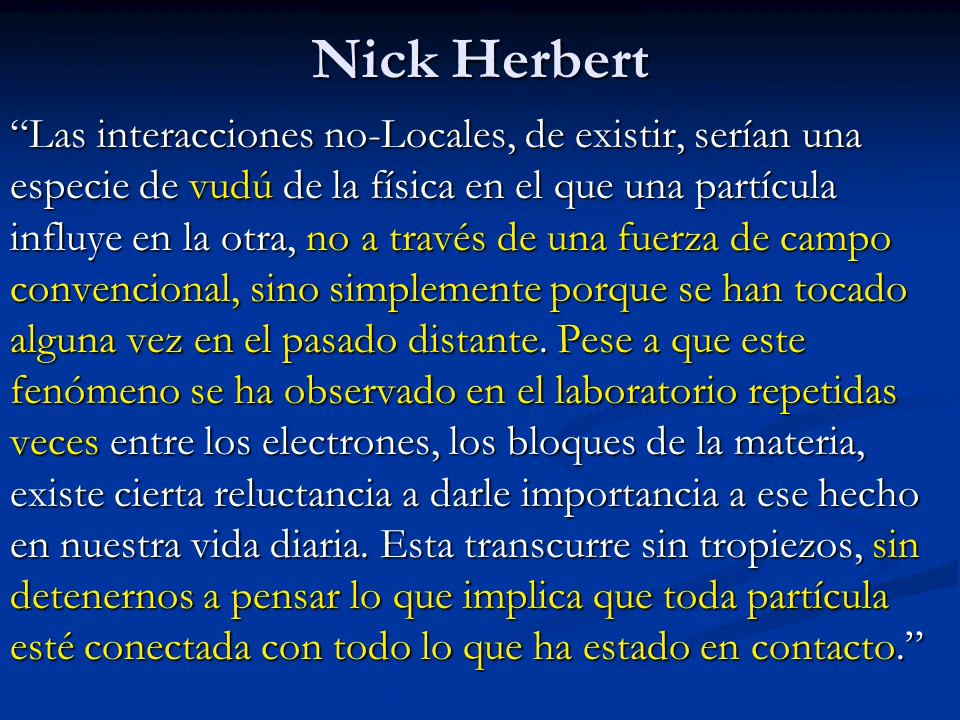 Nick Herbert
“Las interacciones no-Locales, de existir, serían una
especie de vudú de la física en el que una partícula
influye en la otra, no a través de una fuerza de campo
convencional, sino simplemente porque se han tocado
alguna vez en el pasado distante. Pese a que este
fenómeno se ha observado en el laboratorio repetidas
veces entre los electrones, los bloques de la materia,
existe cierta reluctancia a darle importancia a ese hecho
en nuestra vida diaria. Esta transcurre sin tropiezos, sin
detenernos a pensar lo que implica que toda partícula
esté conectada con todo lo que ha estado en contacto.”